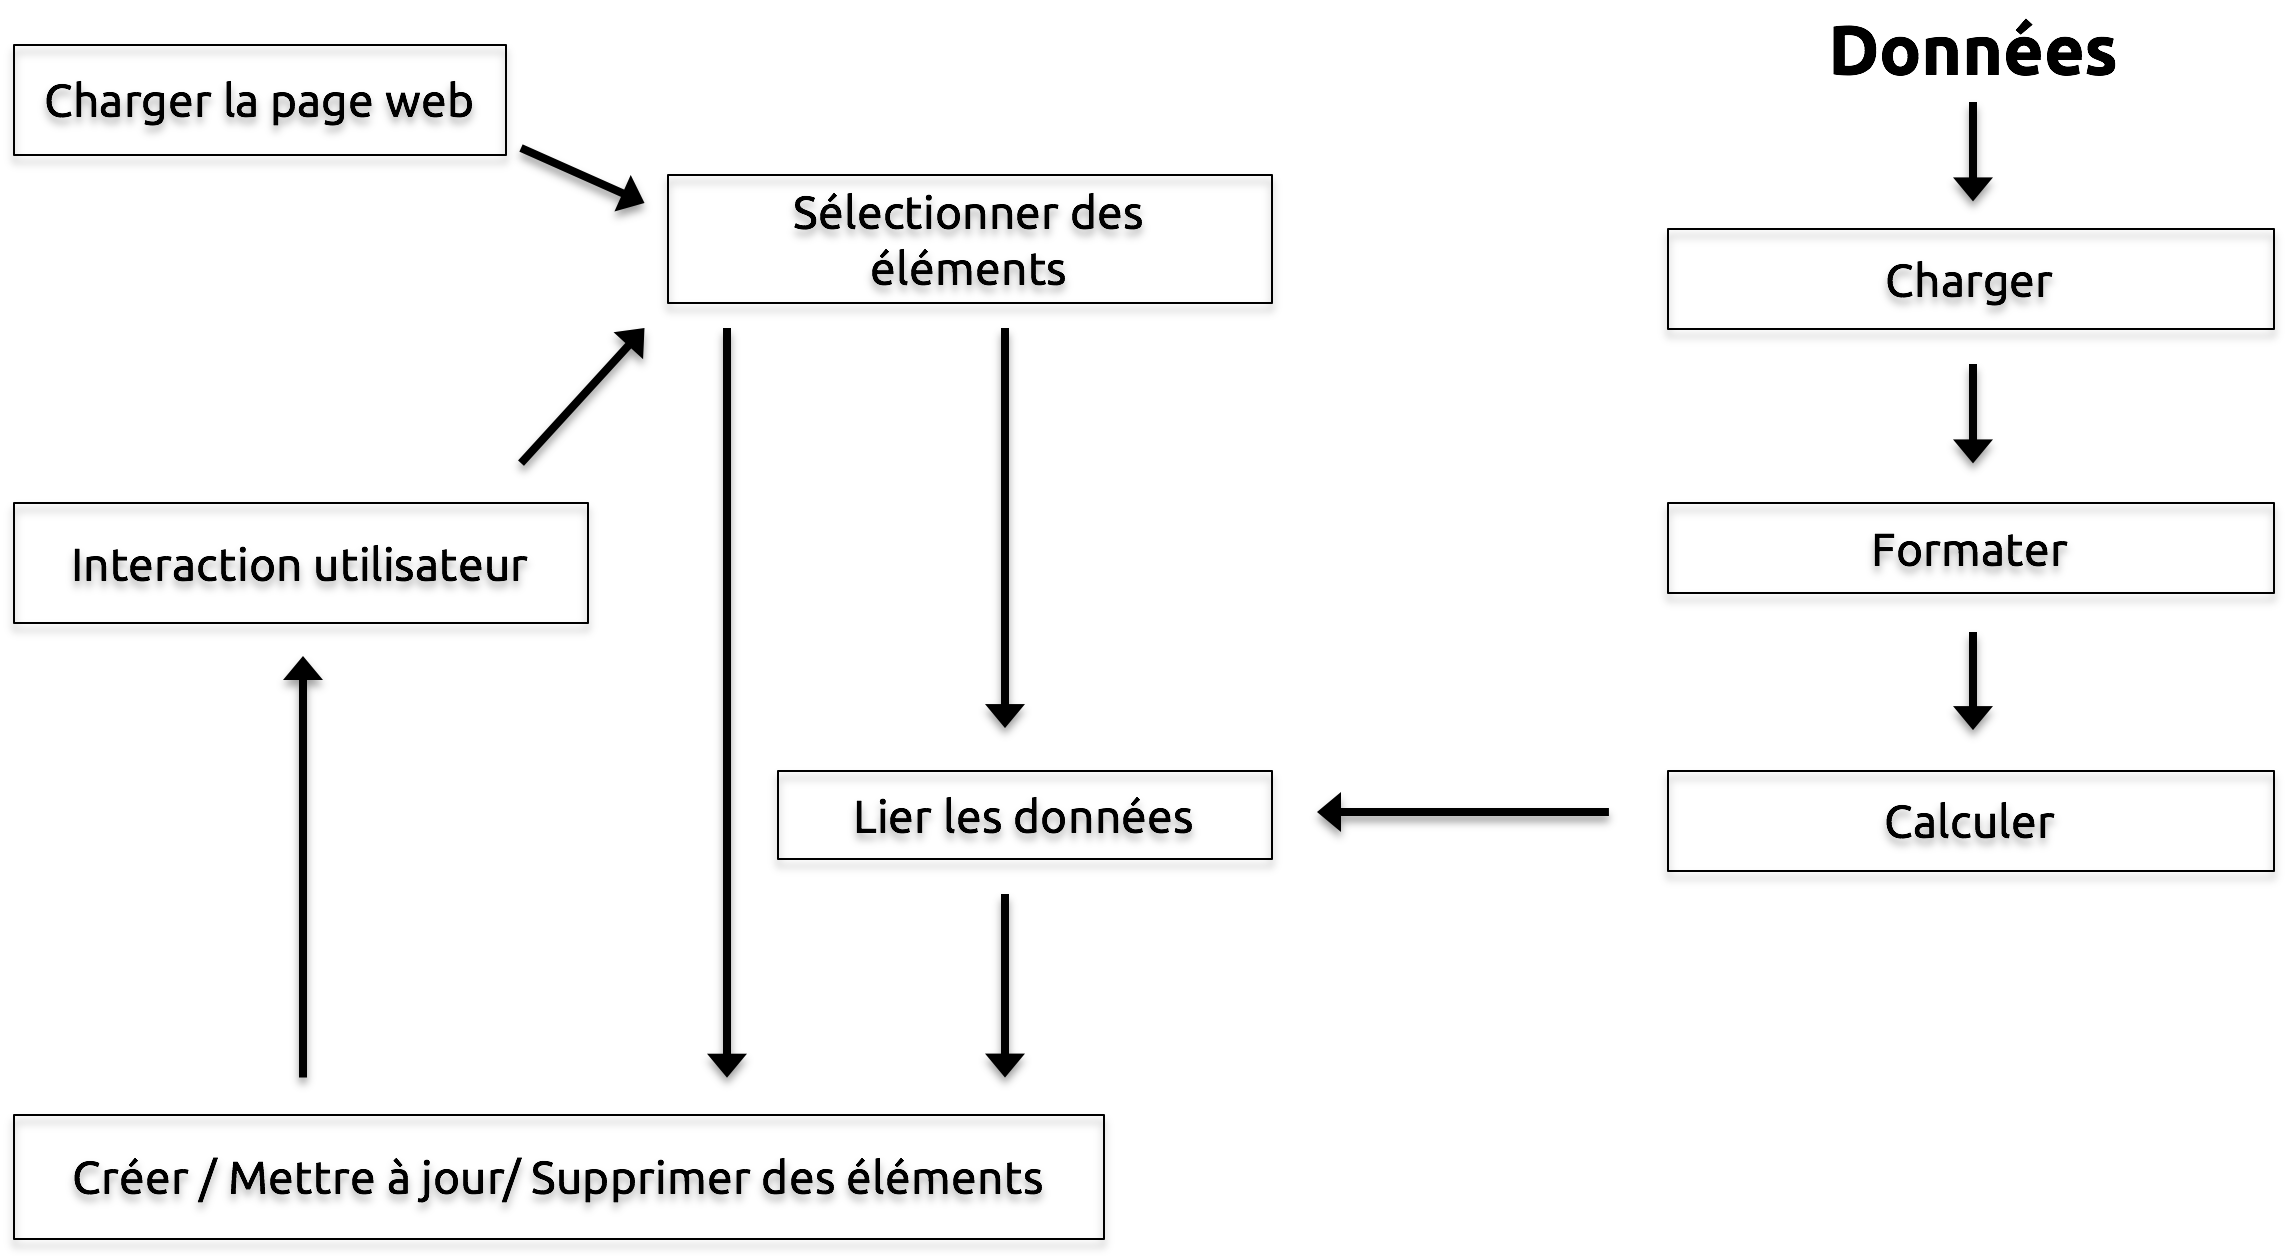 Données
Charger la page web
Sélectionner des
éléments
Charger
Interaction utilisateur
Formater
Lier les données
Calculer
Créer / Mettre à jour/ Supprimer des éléments